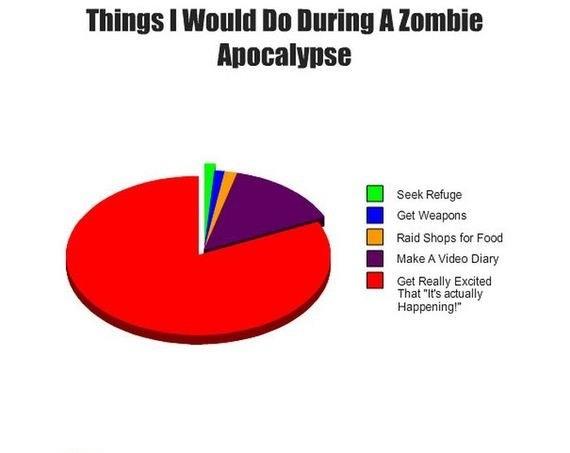 Things I Would Do During A Zombie
Apocalypse
Seek Refuge
Get Weapons
Raid Shops for Food
Make A Video Diary
Get Really Excited
That "It's actually
Happening!"